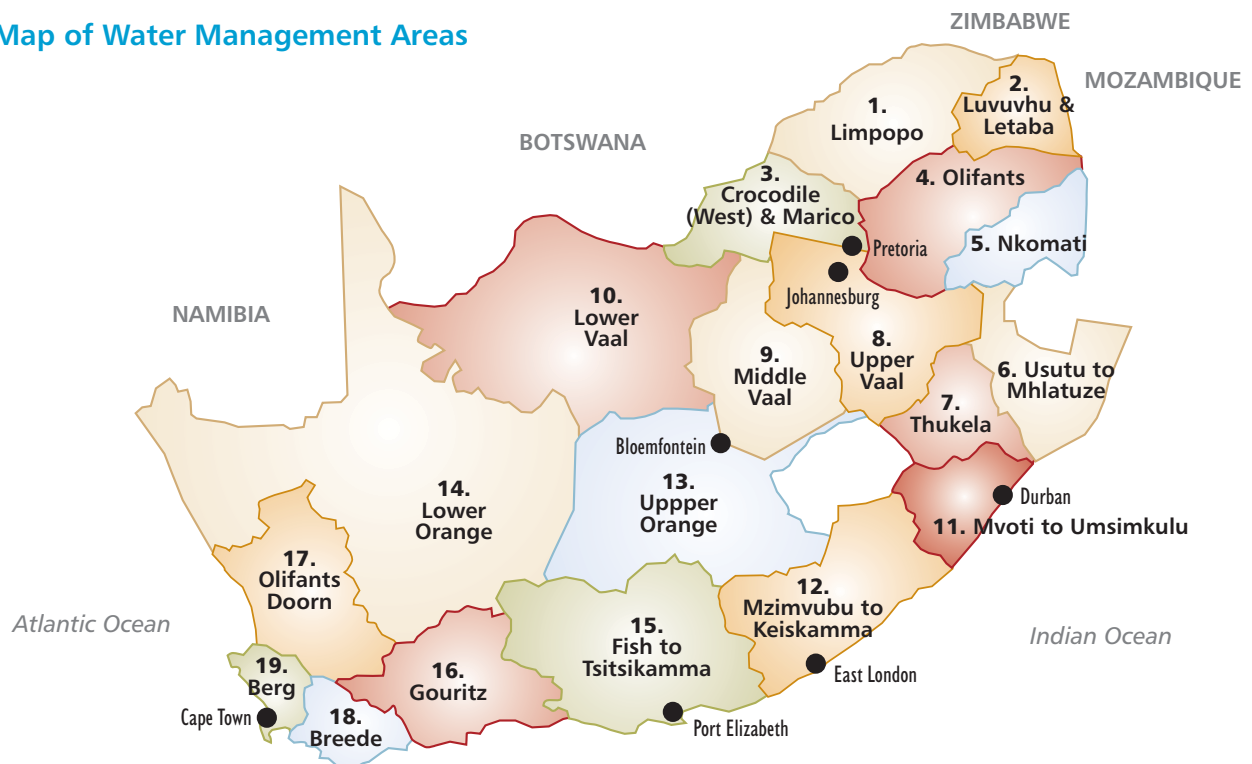 Map of Water Management Areas
ZIMBABWE
MOZAMBIQUE
BOTSWANA
NAMIBIA
1.
Limpopo
2.
Luvuvhu &
Letaba
3.
Crocodile
(West) & Marico
4. Olifants
5. Nkomati
Pretoria
Johannesburg
6. Usutu to
Mhlatuze
7.
Thukela
8.
Upper
Vaal
9.
Middle
Vaal
10.
Lower
Vaal
Bloemfontein
Durban
11. Mvoti to Umsimkulu
12.
Mzimvubu to
Keiskamma
13.
Uppper
Orange
14.
Lower
Orange
15.
Fish to
Tsitsikamma
16.
Gouritz
17.
Olifants
Doorn
18.
Breede
19.
Berg
Cape Town
Port Elizabeth
East London
Atlantic Ocean
Indian Ocean